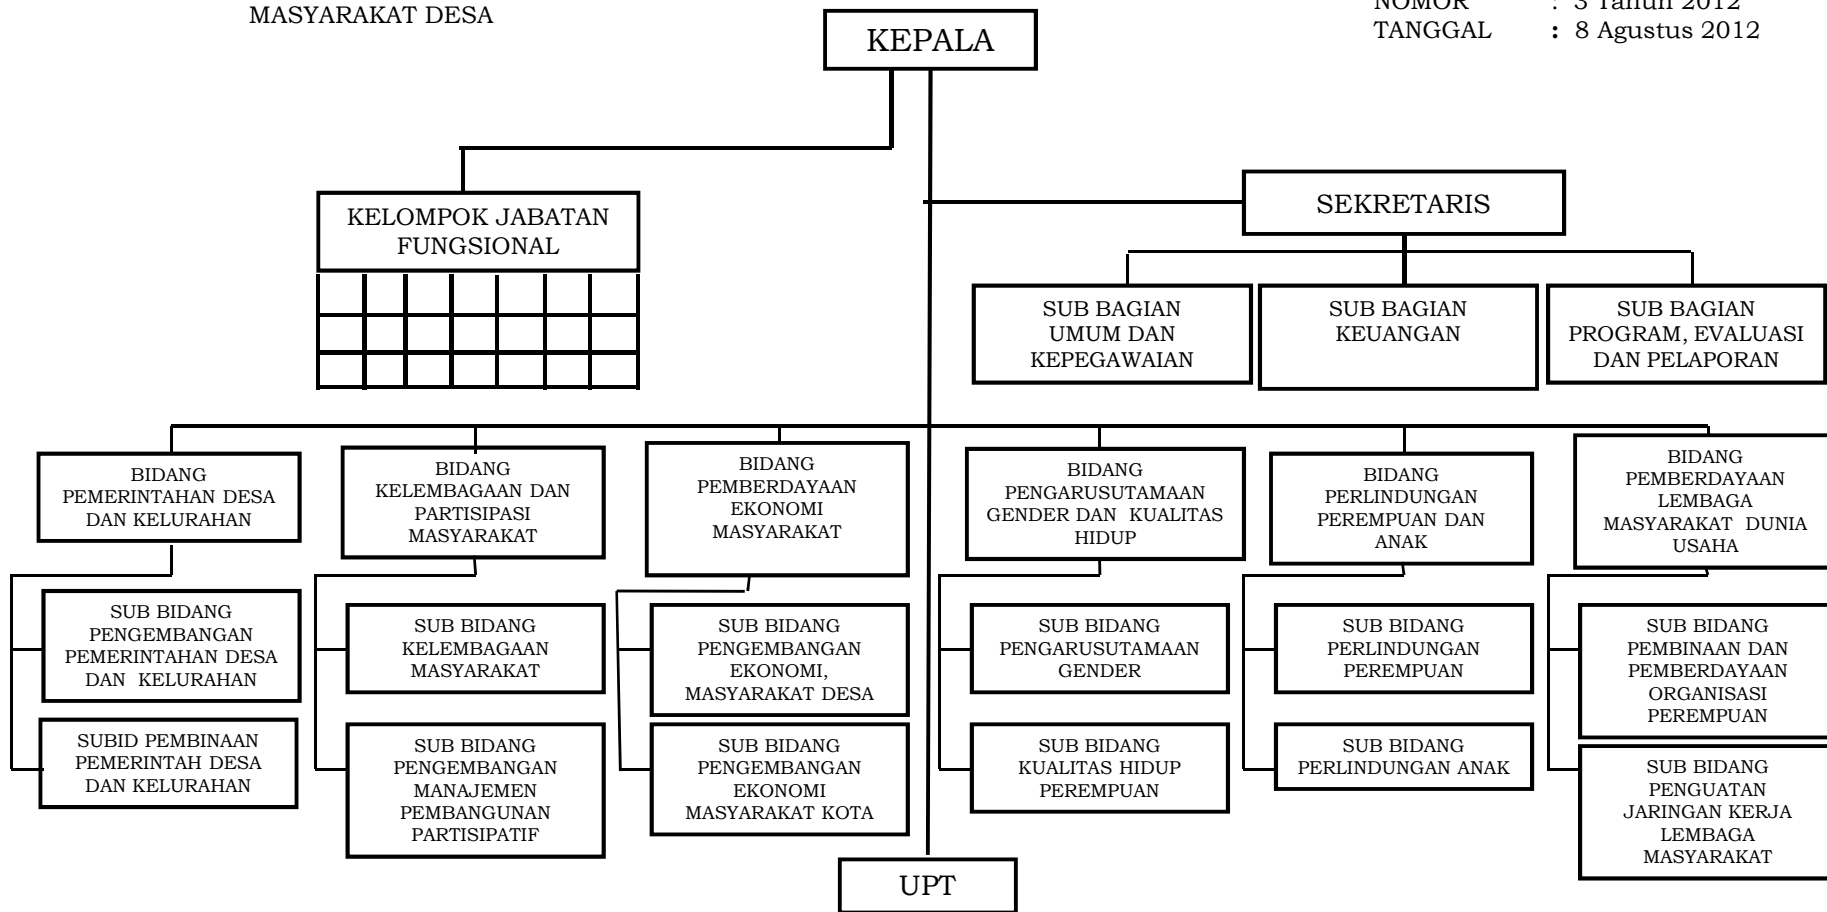 MASYARAKAT DESA
NOMOR : 3 Tahun 2012
TANGGAL : 8 Agustus 2012
KEPALA
KELOMPOK JABATAN
FUNGSIONAL
SEKRETARIS
SUB BAGIAN
UMUM DAN
KEPEGAWAIAN
SUB BAGIAN
KEUANGAN
SUB BAGIAN
PROGRAM, EVALUASI
DAN PELAPORAN
BIDANG
PEMERINTAHAN DESA
DAN KELURAHAN
BIDANG
KELEMBAGAAN DAN
PARTISIPASI
MASYARAKAT
BIDANG
PEMBERDAYAAN
EKONOMI
MASYARAKAT
BIDANG
PENGARUSUTAMAAN
GENDER DAN KUALITAS
HIDUP
BIDANG
PERLINDUNGAN
PEREMPUAN DAN
ANAK
BIDANG
PEMBERDAYAAN
LEMBAGA
MASYARAKAT DUNIA
USAHA
SUB BIDANG
PENGEMBANGAN
PEMERINTAHAN DESA
DAN KELURAHAN
SUB BIDANG
KELEMBAGAAN
MASYARAKAT
SUB BIDANG
PENGEMBANGAN
EKONOMI,
MASYARAKAT DESA
SUB BIDANG
PENGARUSUTAMAAN
GENDER
SUB BIDANG
PERLINDUNGAN
PEREMPUAN
SUB BIDANG
PEMBINAAN DAN
PEMBERDAYAAN
ORGANISASI
PEREMPUAN
SUBID PEMBINAAN
PEMERINTAH DESA
DAN KELURAHAN
SUB BIDANG
PENGEMBANGAN
MANAJEMEN
PEMBANGUNAN
PARTISIPATIF
SUB BIDANG
PENGEMBANGAN
EKONOMI
MASYARAKAT KOTA
SUB BIDANG
KUALITAS HIDUP
PEREMPUAN
SUB BIDANG
PERLINDUNGAN ANAK
SUB BIDANG
PENGUATAN
JARINGAN KERJA
LEMBAGA
MASYARAKAT
UPT